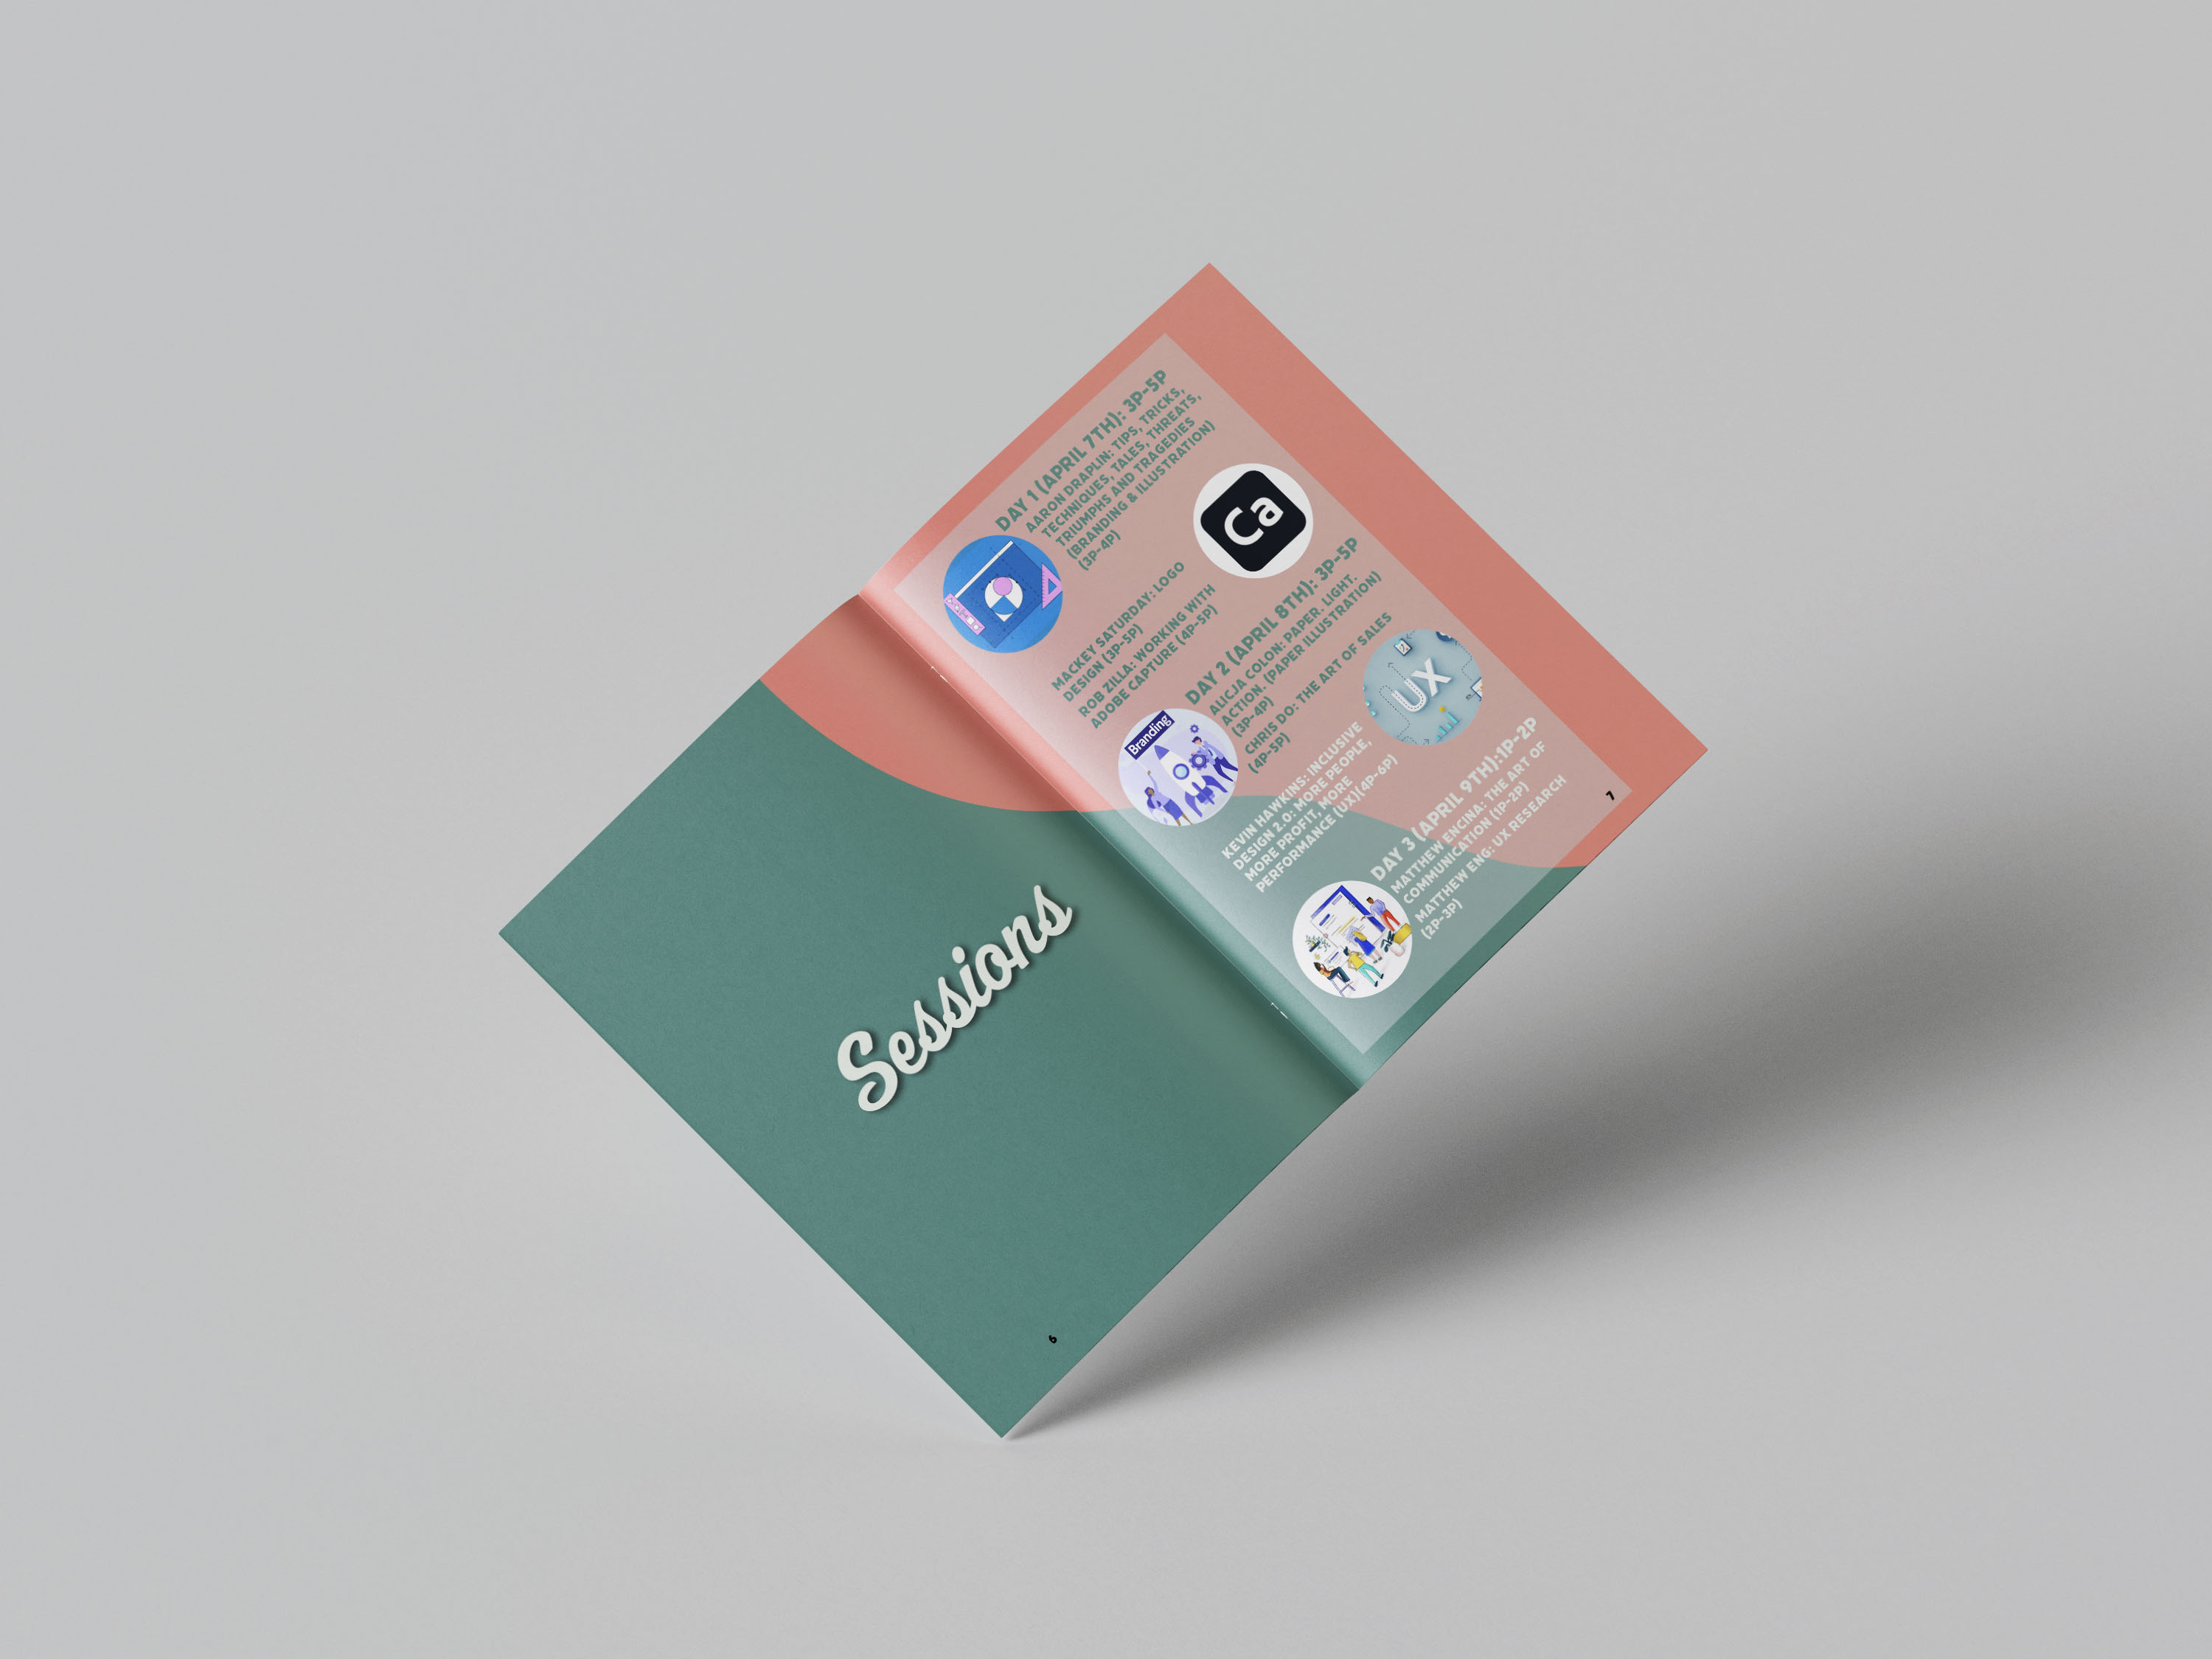 Sessions
6
DAY 1 (APRIL 7TH): 3P-5P
AARON DRAPLIN: TIPS, TRICKS,
TECHNIQUES, TALES, THREATS,
TRIUMPHS AND TRAGEDIES
(BRANDING & ILLUSTRATION)
(3P-4P)
Ca
MACKEY SATURDAY: LOGO
DESIGN (3P-5P)
ROB ZILLA: WORKING WITH
ADOBE CAPTURE (4P-5P)
DAY 2 (APRIL 8TH): 3P-5P
ALICJA COLON: PAPER. LIGHT.
ACTION. (PAPER ILLUSTRATION)
(3P-4P)
CHRIS DO: THE ART OF SALES
(4P-5P)
Branding
UX
KEVIN HAWKINS: INCLUSIVE
DESIGN 2.0: MORE PEOPLE,
MORE PROFIT, MORE
PERFORMANCE (UX)(4P-6P)
DAY 3 (APRIL 9TH):1P-2P
MATTHEW ENCINA: THE ART OF
COMMUNICATION (1P-2P)
MATTHEW ENG: UX RESEARCH
(2P-3P)
7